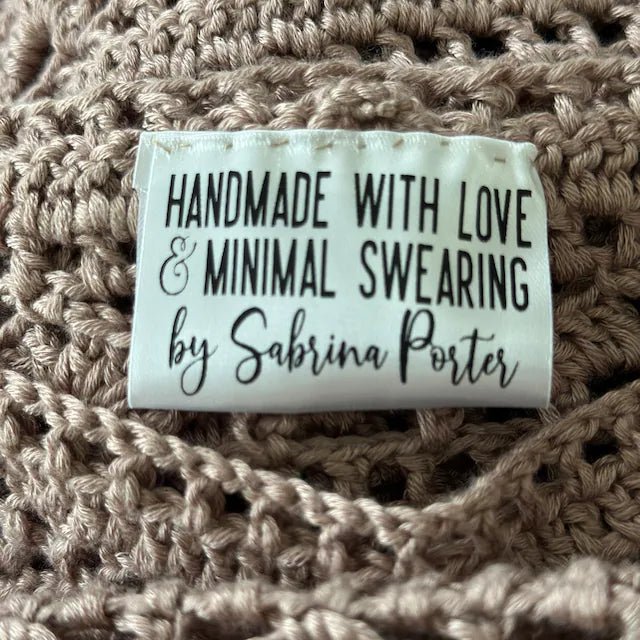 HANDMADE WITH LOVE
& MINIMAL SWEARING
by Sabrina Porter